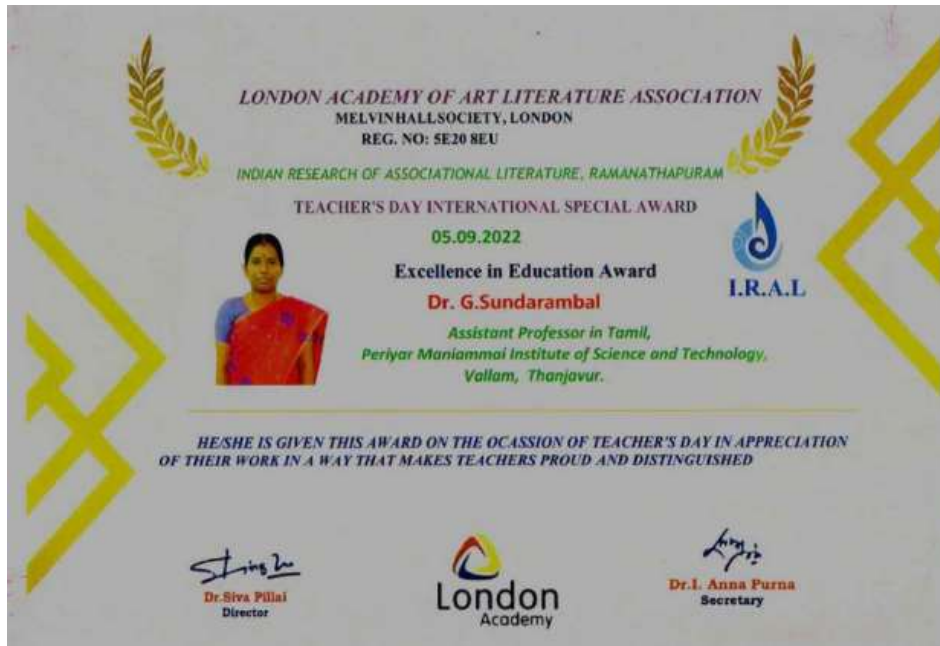 LONDON ACADEMY OF ART LITERATURE ASSOCIATION
MELVINHALLSOCIETY, LONDON
REG. NO: 5E20 8EU
INDIAN RESEARCH OF ASSOCIATIONAL LITERATURE, RAMANATHAPURAM
TEACHER'S DAY INTERNATIONAL SPECIAL AWARD
05.09.2022
Excellence in Education Award
I.R.A.L
Dr. G.Sundarambal
Assistant Professor in Tamil,
Periyar Maniammai Institute of Science and Technology,
Vallam, Thanjavur.
HE/SHE IS GIVEN THIS AWARD ON THE OCASSION OF TEACHER'S DAY IN APPRECIATION
OF THEIR WORK IN A WAY THAT MAKES TEACHERS PROUD AND DISTINGUISHED
Dr.Siva Pillai
Director
London
Academy
Dr.I. Anna Purna
Secretary